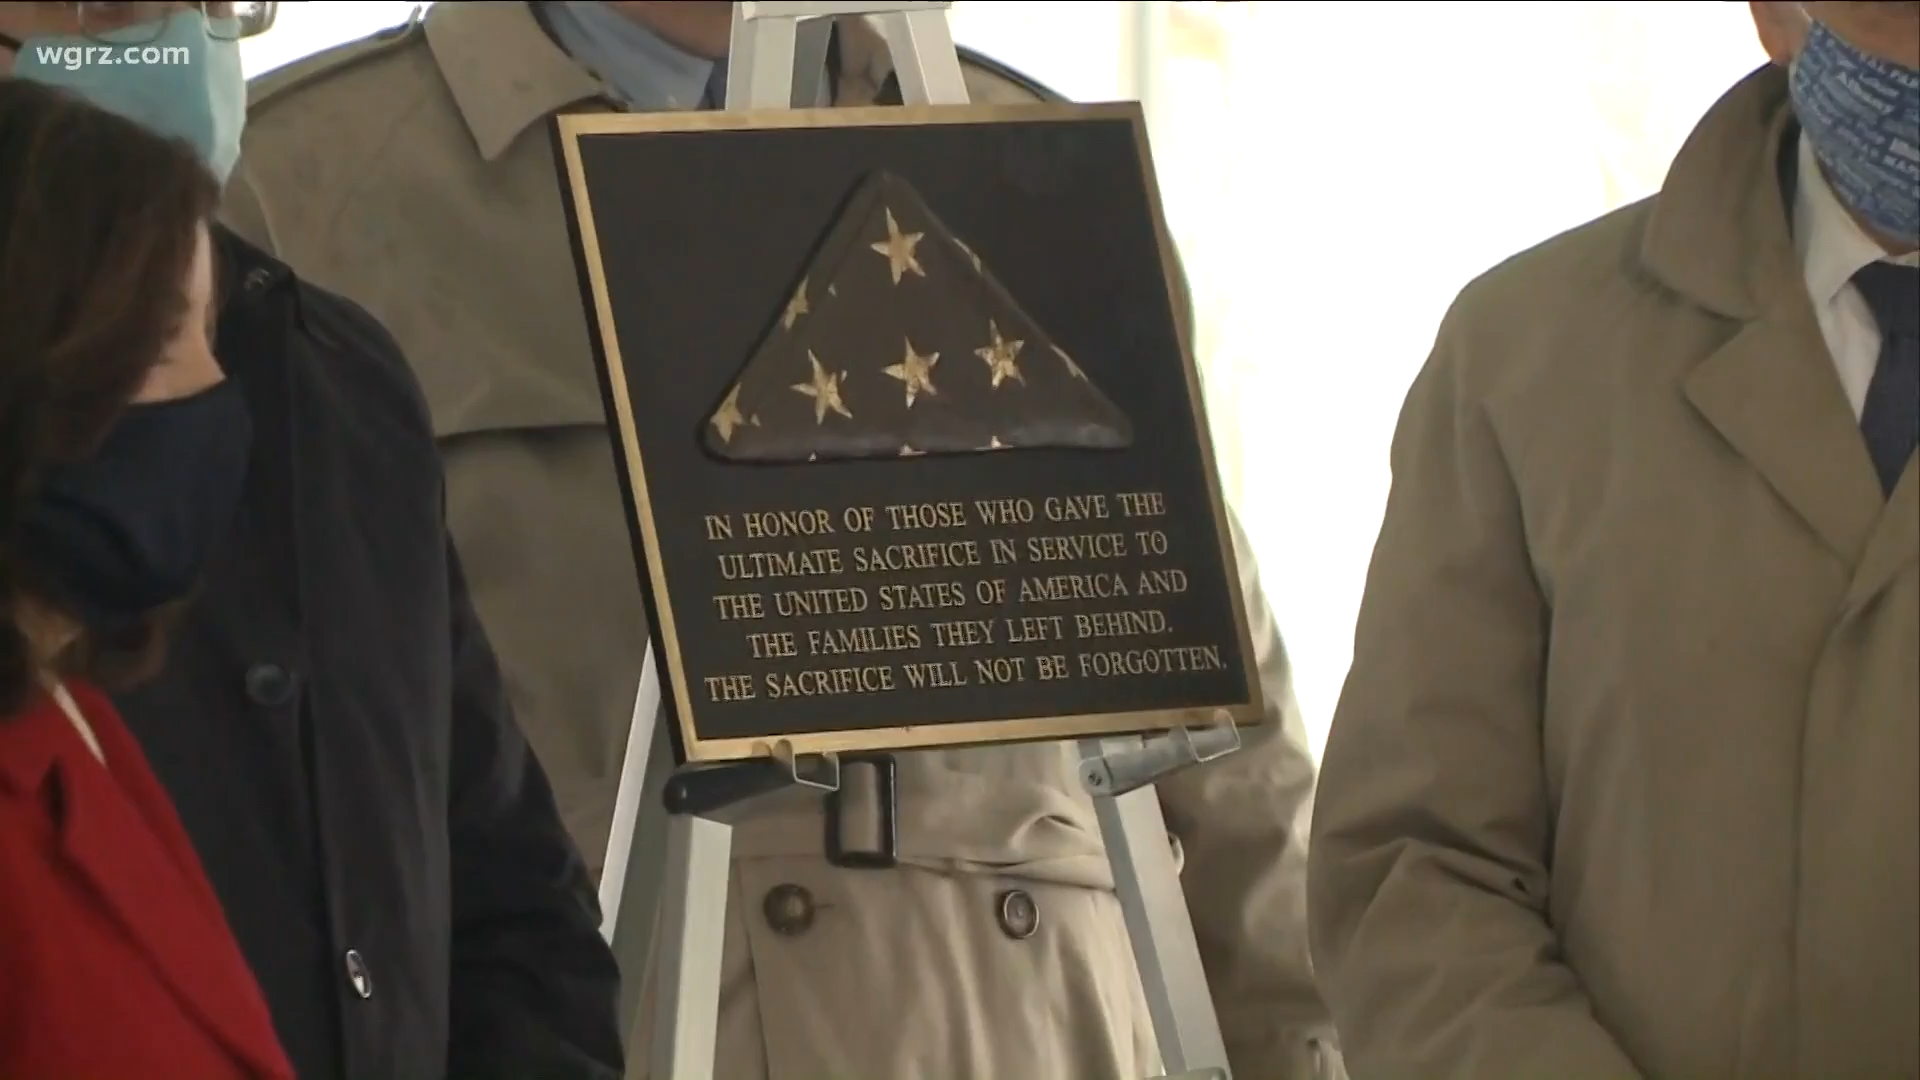 wgrz.com
IN HONOR OF THOSE WHO GAVE THE
ULTIMATE SACRIFICE IN SERVICE TO
THE UNITED STATES OF AMERICA AND
THE FAMILIES THEY LEFT BEHIND.
THE SACRIFICE WILL NOT BE FORGOTTEN.
Albany